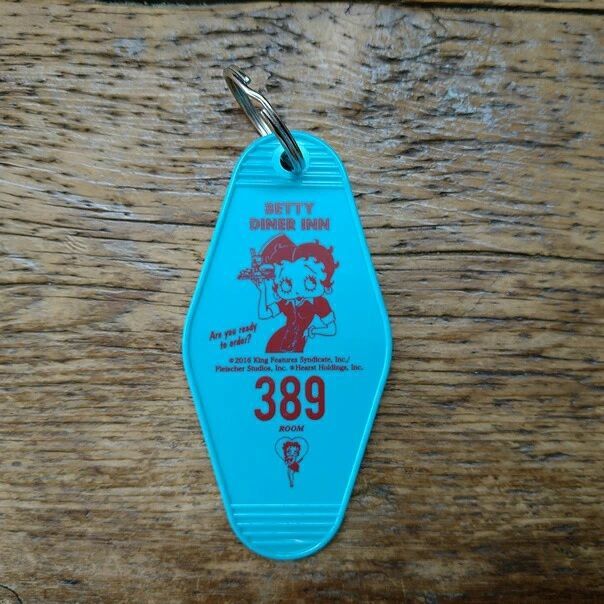 BETTY
DINER INN
Are you ready
to order?
©2016 King Features Syndicate, Inc./
Fleischer Studios, Inc. ®Hearst Holdings, Inc.
389
ROOM